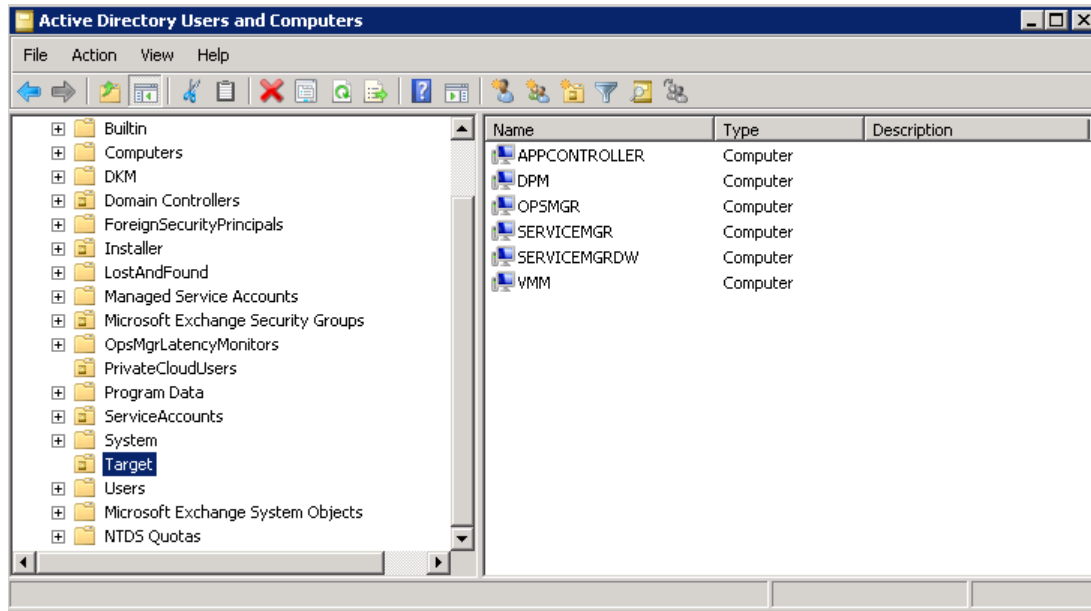 Active Directory Users and Computers
File Action View Help
Builtin
Computers
DKM
Domain Controllers
ForeignSecurityPrincipals
Installer
LostAndFound
Managed Service Accounts
Microsoft Exchange Security Groups
OpsMgrLatencyMonitors
PrivateCloudUsers
Program Data
ServiceAccounts
System
Target
Users
Microsoft Exchange System Objects
NTDS Quotas
Name Type Description
APPCONTROLLER Computer
DPM Computer
OPSMGR Computer
SERVICEMGR Computer
SERVICEMGRDW Computer
VMM Computer